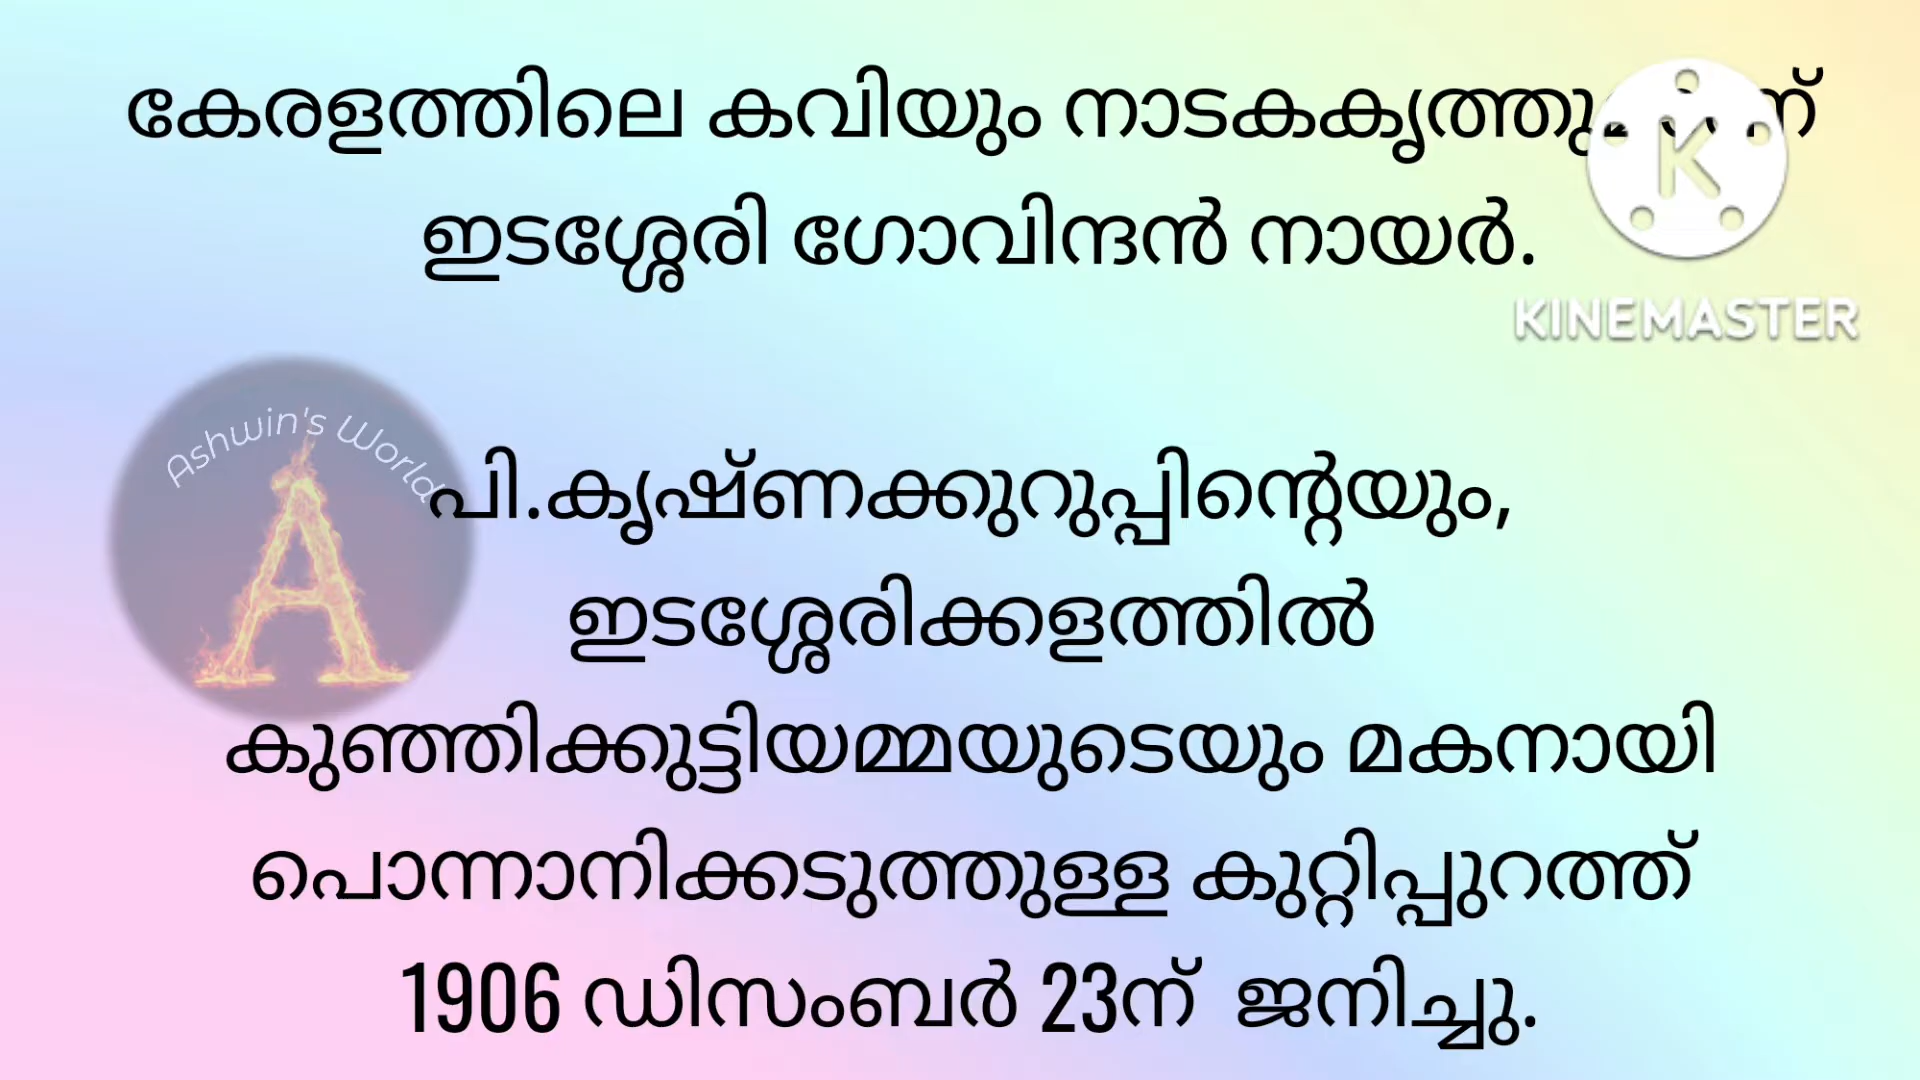 കേരളത്തിലെ കവിയും
ഇടശ്ശേരി ഗോവിന്ദൻ നായർ.
KINEMASTER
Ashwin's World
പി.കൃഷ്ണക്കുറുപ്പിന്റെയും,
ഇടശ്ശേരിക്കളത്തിൽ
കുഞ്ഞിക്കുട്ടിയമ്മയുടെയും മകനായി
പൊന്നാനിക്കടുത്തുള്ള കുറ്റിപ്പുറത്ത്
1906 ഡിസംബർ 23ന് ജനിച്ചു.